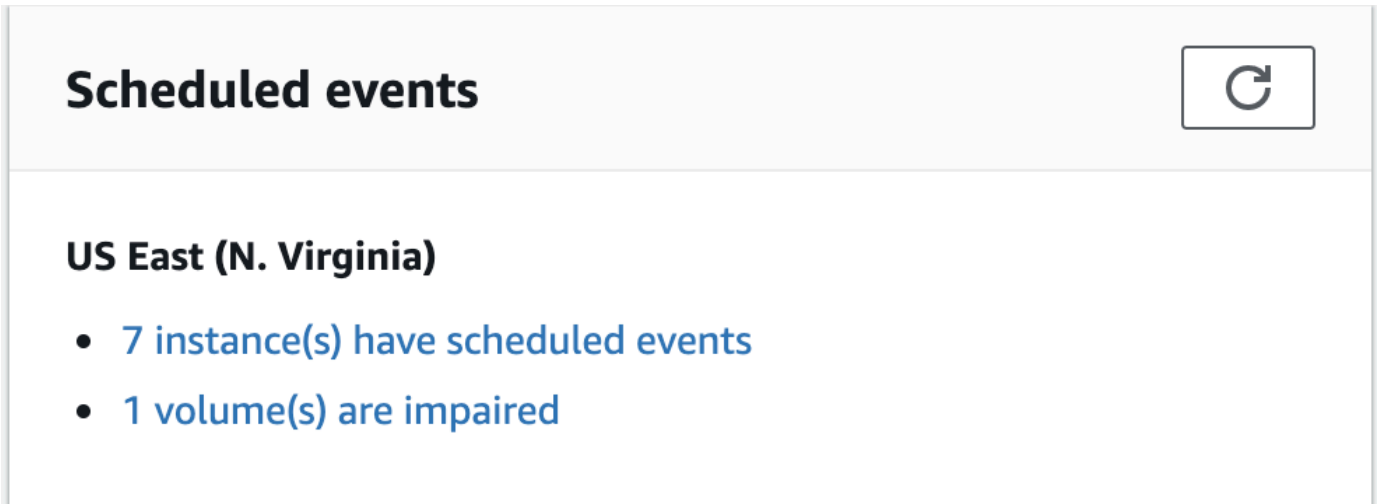 Scheduled events
US East (N. Virginia)
7 instance(s) have scheduled events
1 volume(s) are impaired